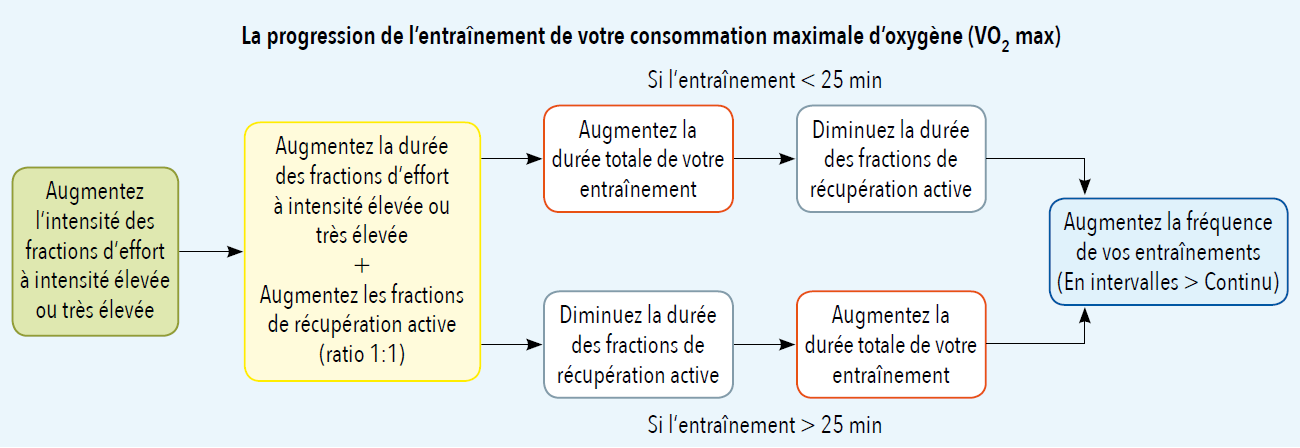 La progression de l'entraînement de votre consommation maximale d'oxygène (VO₂ max)
Si l'entraînement < 25 min
Augmentez
l'intensité des
fractions d'effort
à intensité élevée
ou très élevée
Augmentez la durée
des fractions d'effort
à intensité élevée ou
très élevée
+
Augmentez les fractions
de récupération active
(ratio 1:1)
Augmentez la
durée totale de votre
entraînement
Diminuez la durée
des fractions de
récupération active
Diminuez la durée
des fractions de
récupération active
Augmentez la
durée totale de votre
entraînement
Augmentez la fréquence
de vos entraînements
(En intervalles > Continu)
Si l'entraînement > 25 min